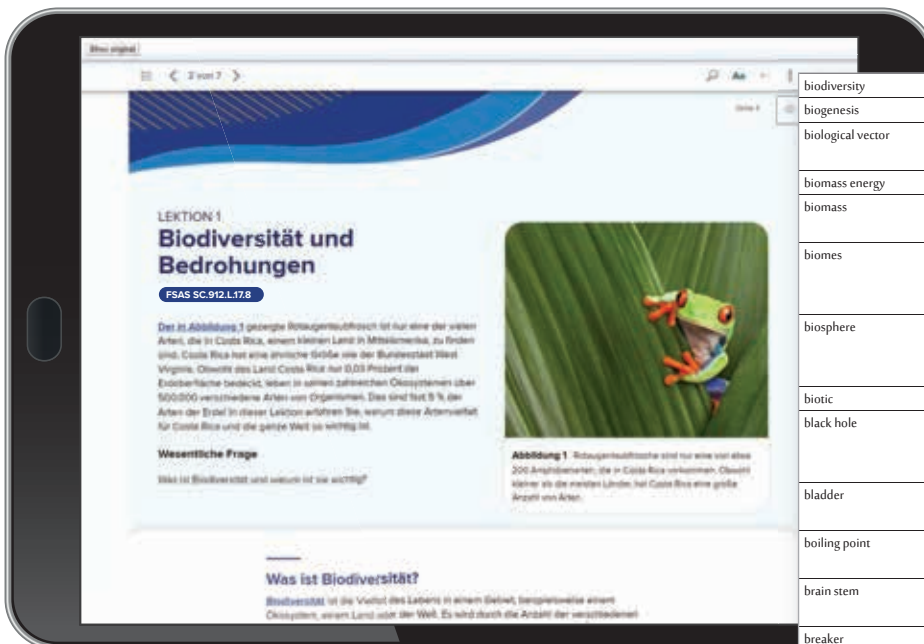 Show original
2 von 7
Aa
Seite 4
LEKTION 1
Biodiversität und
Bedrohungen
FSAS SC.912.L.17.8
Der in Abbildung 1 gezeigte Rotaugenlaubfrosch ist nur eine der vielen
Arten, die in Costa Rica, einem kleinen Land in Mittelamerika, zu finden
sind. Costa Rica hat eine ähnliche Größe wie der Bundesstaat West
Virginia. Obwohl das Land Costa Rica nur 0,03 Prozent der
Erdoberfläche bedeckt, leben in seinen zahlreichen Ökosystemen über
500.000 verschiedene Arten von Organismen. Das sind fast 5 % der
Arten der Erde! In dieser Lektion erfahren Sie, warum diese Artenvielfalt
für Costa Rica und die ganze Welt so wichtig ist.
Wesentliche Frage
Was ist Biodiversität und warum ist sie wichtig?
Abbildung 1 Rotaugenlaubfrösche sind nur eine von etwa
200 Amphibienarten, die in Costa Rica vorkommen. Obwohl
kleiner als die meisten Länder, hat Costa Rica eine große
Anzahl von Arten.
Was ist Biodiversität?
Biodiversität ist die Vielfalt des Lebens in einem Gebiet, beispielsweise einem
Ökosystem, einem Land oder der Welt. Es wird durch die Anzahl der verschiedenen
biodiversity
biogenesis
biological vector
biomass energy
biomass
biomes
biosphere
biotic
black hole
bladder
boiling point
brain stem
breaker